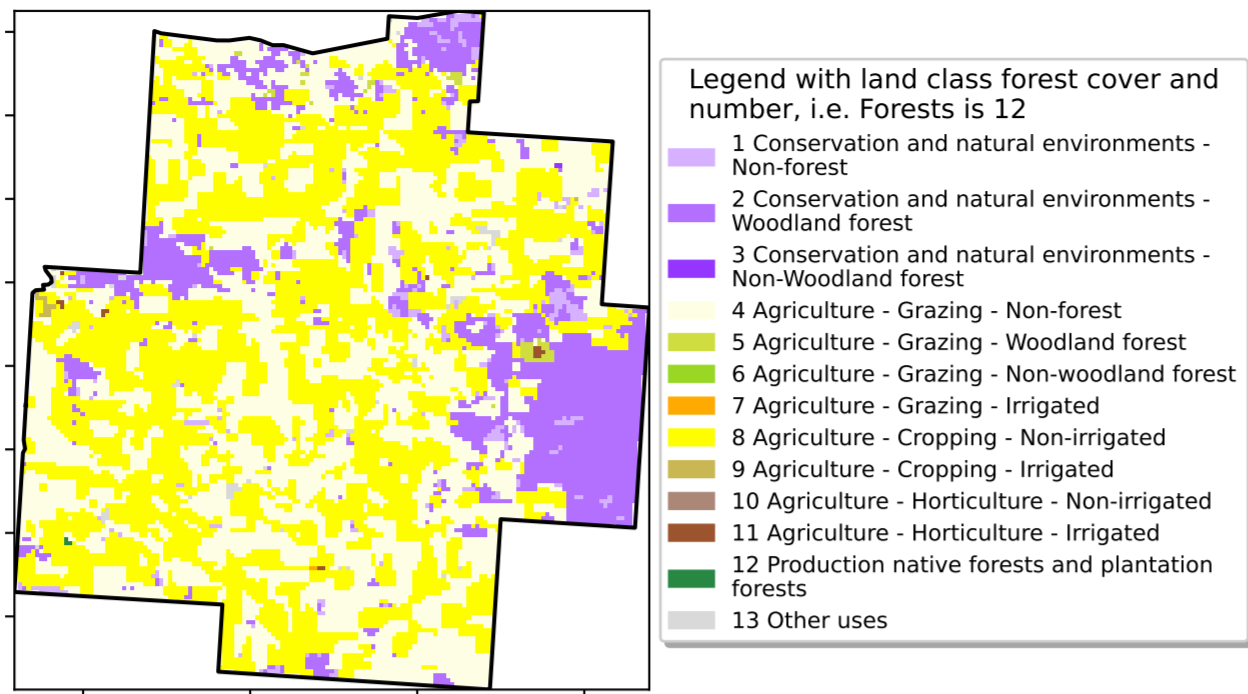 Legend with land class forest cover and
number, i.e. Forests is 12
1 Conservation and natural environments -
Non-forest
2 Conservation and natural environments -
Woodland forest
3 Conservation and natural environments -
Non-Woodland forest
4 Agriculture - Grazing - Non-forest
5 Agriculture - Grazing - Woodland forest
6 Agriculture - Grazing - Non-woodland forest
7 Agriculture - Grazing - Irrigated
8 Agriculture - Cropping - Non-irrigated
9 Agriculture - Cropping - Irrigated
10 Agriculture - Horticulture - Non-irrigated
11 Agriculture - Horticulture - Irrigated
12 Production native forests and plantation
forests
13 Other uses